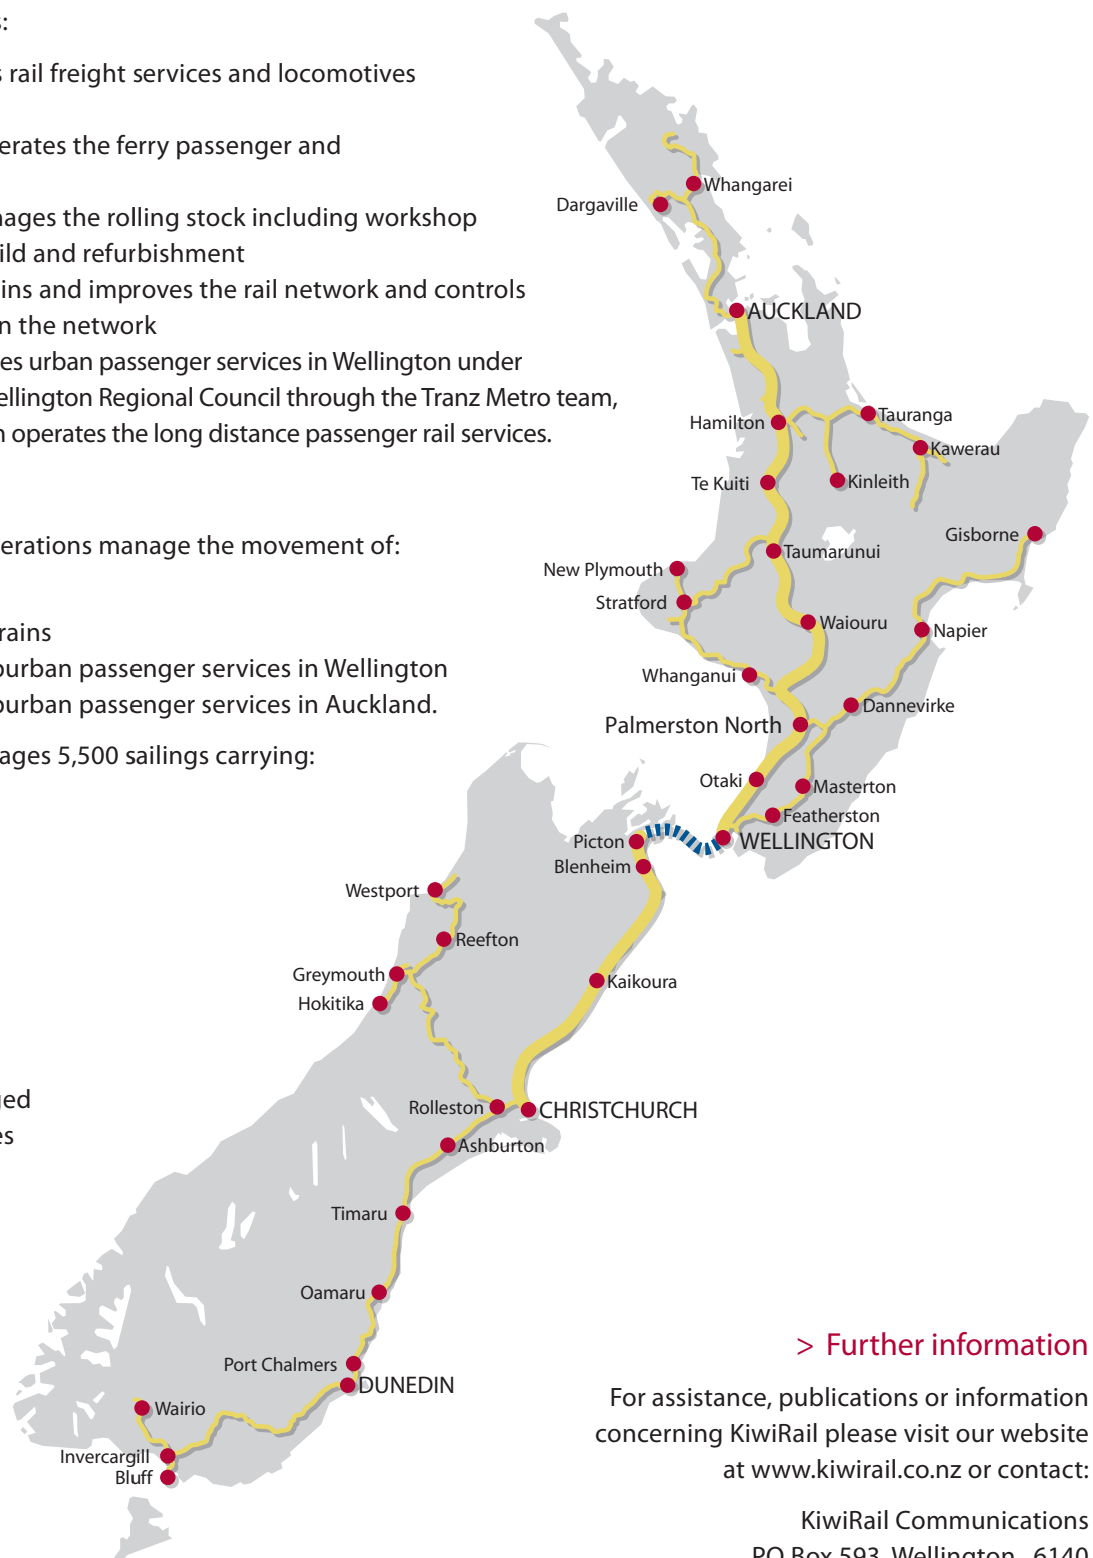 s:
s rail freight services and locomotives
erates the ferry passenger and
nages the rolling stock including workshop
ild and refurbishment
ins and improves the rail network and controls
n the network
es urban passenger services in Wellington under
ellington Regional Council through the Tranz Metro team,
n operates the long distance passenger rail services.
erations manage the movement of:
rains
burban passenger services in Wellington
burban passenger services in Auckland.
ages 5,500 sailings carrying:
ged
es
Whangarei
Dargaville
AUCKLAND
Hamilton
Tauranga
Kawerau
Te Kuiti
Kinleith
Gisborne
Taumarunui
New Plymouth
Stratford
Waiouru
Napier
Whanganui
Dannevirke
Palmerston North
Otaki
Masterton
Featherston
WELLINGTON
Picton
Blenheim
Westport
Reefton
Greymouth
Kaikoura
Hokitika
Rolleston
CHRISTCHURCH
Ashburton
Timaru
Oamaru
Port Chalmers
DUNEDIN
Wairio
Invercargill
Bluff
> Further information
For assistance, publications or information
concerning KiwiRail please visit our website
at www.kiwirail.co.nz or contact:
KiwiRail Communications
PO Box 593, Wellington 6140